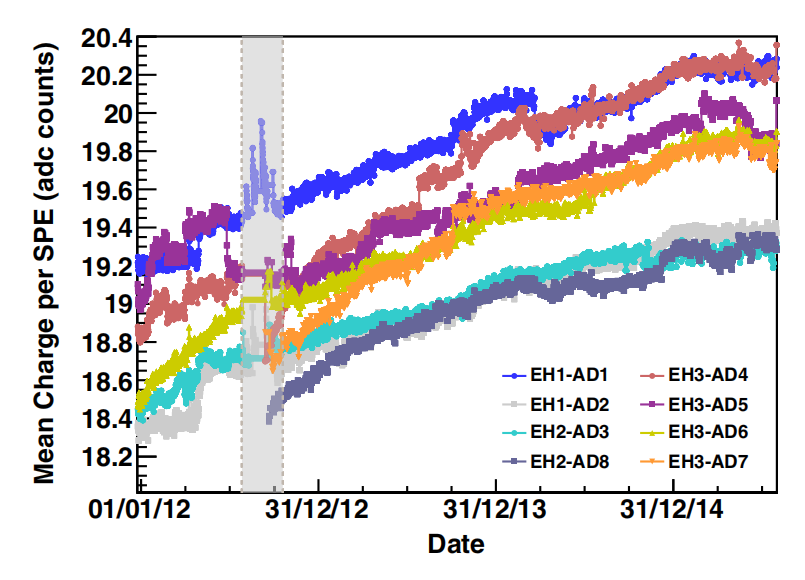 Mean Charge per SPE (adc counts)
20.4
20.2
20
19.8
19.6
19.4
19.2
19
18.8
18.6
18.4
18.2
EH1-AD1 EH3-AD4
EH1-AD2 EH3-AD5
EH2-AD3 EH3-AD6
EH2-AD8 EH3-AD7
01/01/12 31/12/12 31/12/13 31/12/14
Date